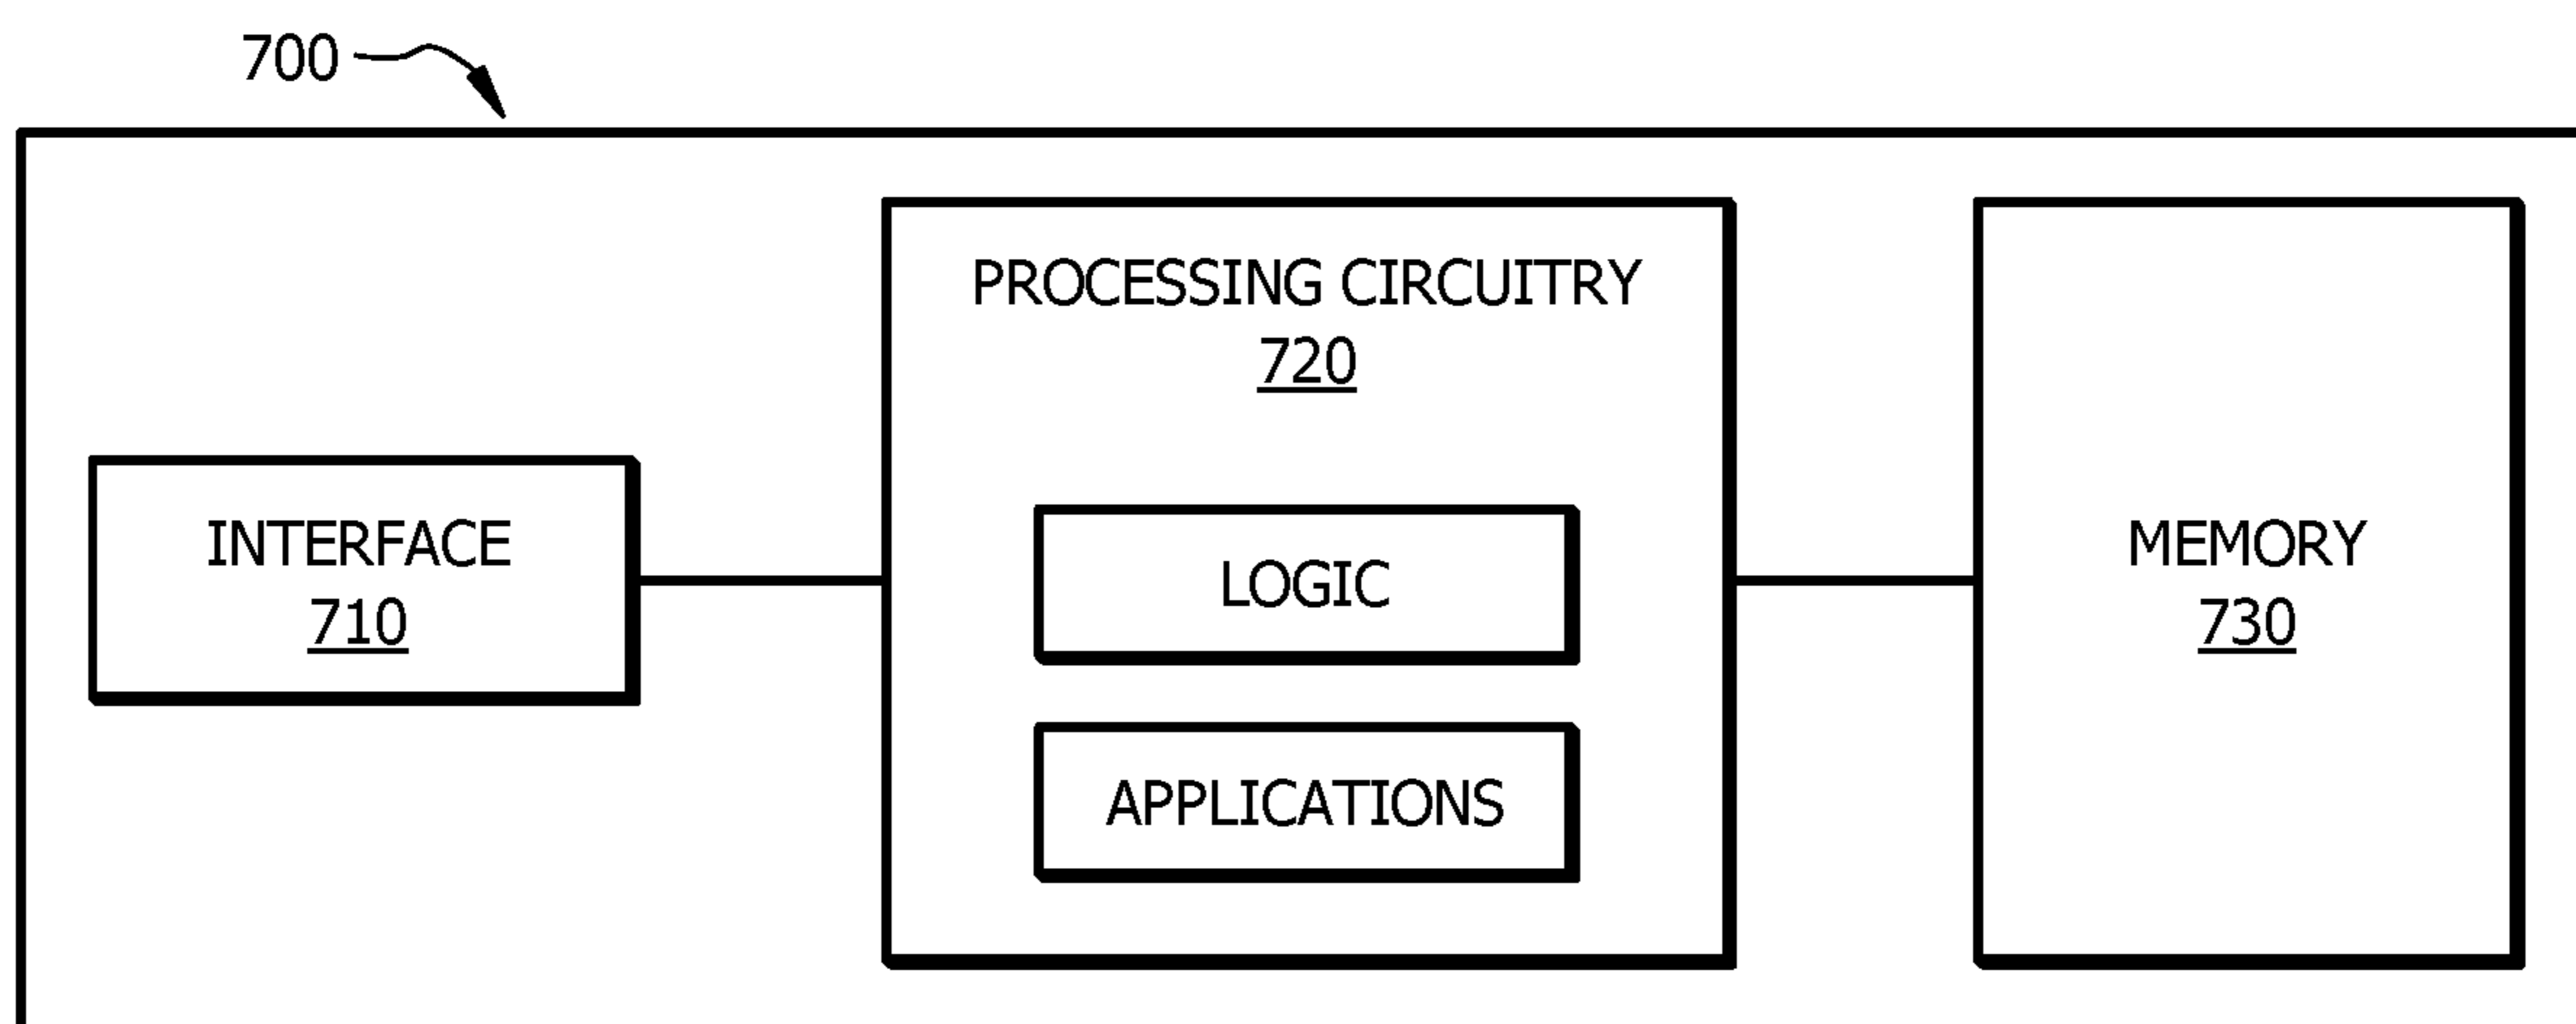 700
PROCESSING CIRCUITRY
720
INTERFACE
710
LOGIC
APPLICATIONS
MEMORY
730